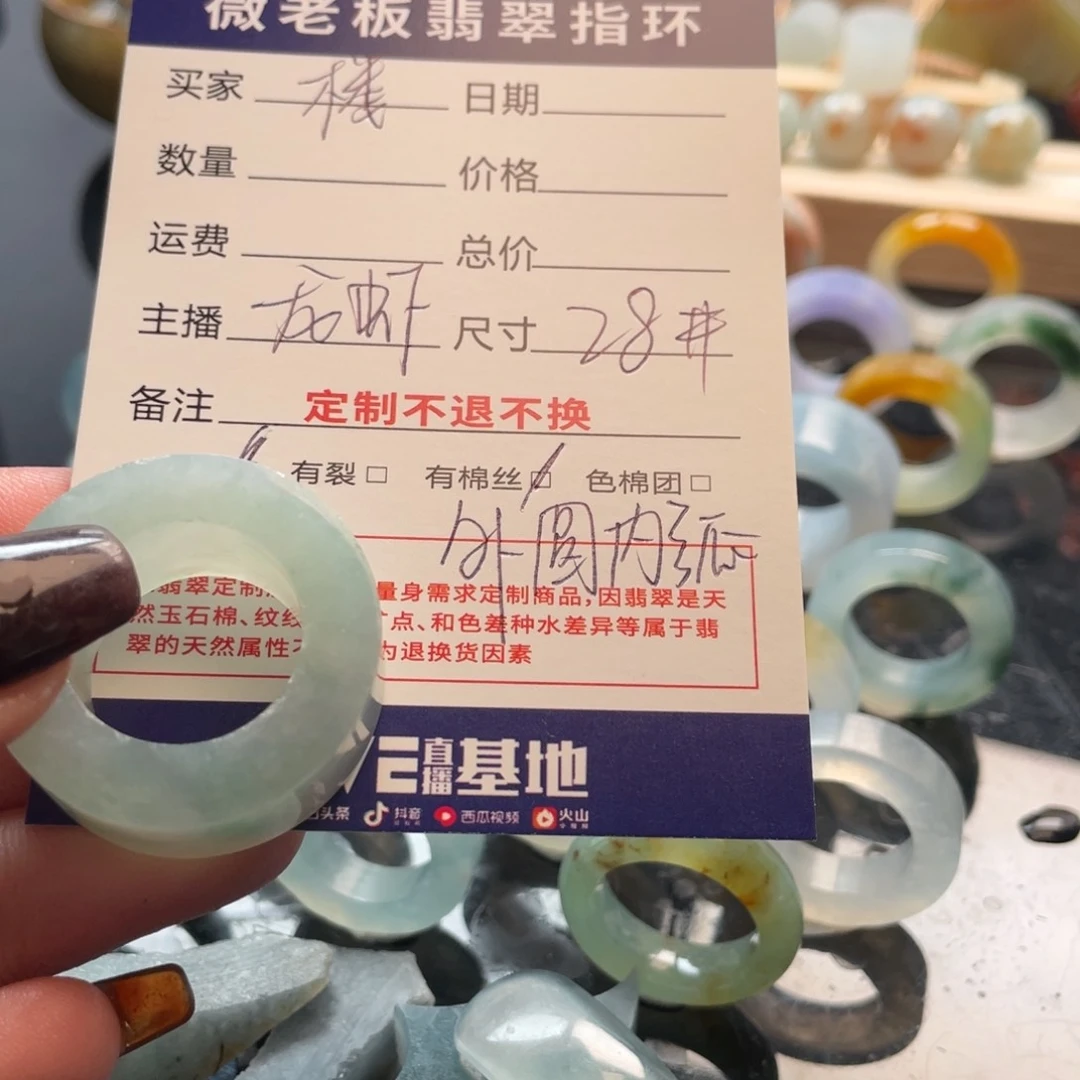 微老板翡翠指环
买家 楼 日期
数量 价格
运费 总价
主播 龙虾 尺寸 28#
备注 定制不退不换
有裂□ 有棉丝□ 色棉团□
外圆内弧
翡翠定制 量身需求定制商品,因翡翠是天
然玉石棉、纹 点、和色差种水差异等属于翡
翠的天然属性 为退换货因素
直播基地
头条 抖音 西瓜视频 火山